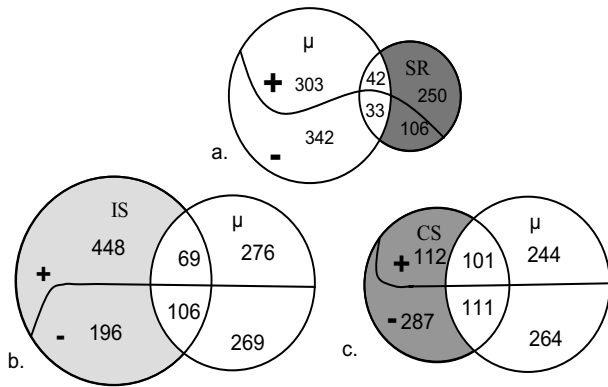 µ
+ 303 42 SR 250
33
- 342 106
a.
IS
448 69 276 µ
+
- 196 106 269
b.
CS µ
+ 112 101 244
- 287 111 264
c.